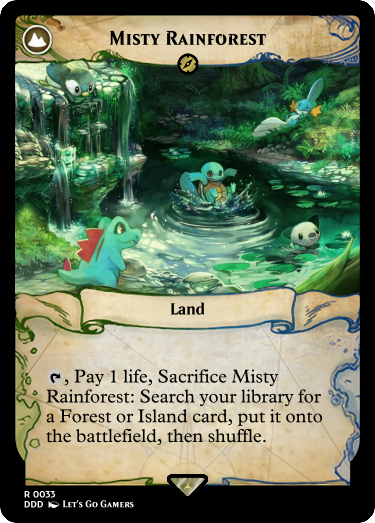 Misty Rainforest
Land
, Pay 1 life, Sacrifice Misty
Rainforest: Search your library for
a Forest or Island card, put it onto
the battlefield, then shuffle.
R 0033
DDD Let's Go Gamers